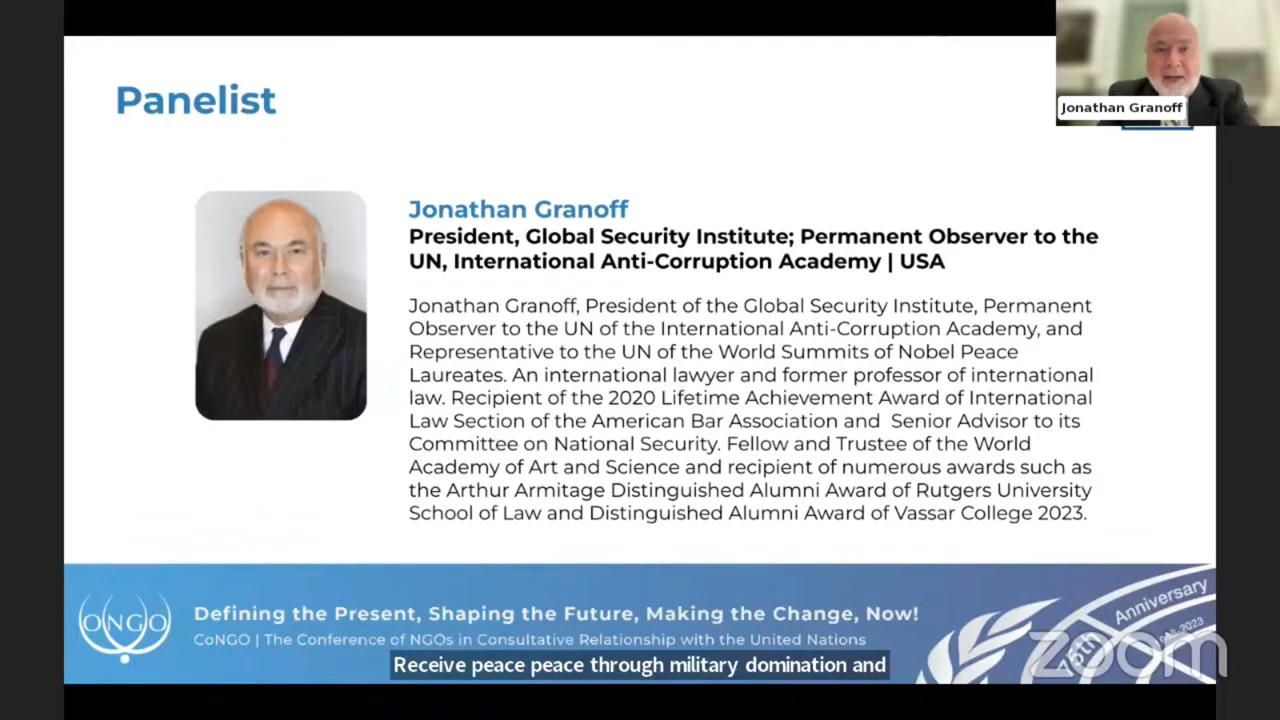 Panelist
Jonathan Granoff
Jonathan Granoff
President, Global Security Institute; Permanent Observer to the
UN, International Anti-Corruption Academy | USA
Jonathan Granoff, President of the Global Security Institute, Permanent
Observer to the UN of the International Anti-Corruption Academy, and
Representative to the UN of the World Summits of Nobel Peace
Laureates. An international lawyer and former professor of international
law. Recipient of the 2020 Lifetime Achievement Award of International
Law Section of the American Bar Association and Senior Advisor to its
Committee on National Security. Fellow and Trustee of the World
Academy of Art and Science and recipient of numerous awards such as
the Arthur Armitage Distinguished Alumni Award of Rutgers University
School of Law and Distinguished Alumni Award of Vassar College 2023.
ONGO
Defining the Present, Shaping the Future, Making the Change, Now!
CoNGO | The Conference of NGOs in Consultative Relationship with the United Nations
Anniversary
zoom
Receive peace peace through military domination and